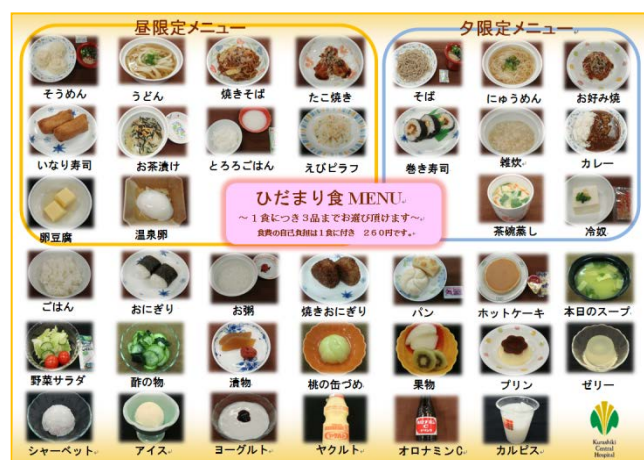 昼限定メニュー
夕限定メニュー
そうめん
うどん
焼きそば
たこ焼き
そば
にゅうめん
お好み焼
いなり寿司
お茶漬け
とろろごはん
えびピラフ
巻き寿司
雑炊
カレー
卵豆腐
温泉卵
茶碗蒸し
冷奴
ひだまり食 MENU
～１食につき３品までお選び頂けます～
食費の自己負担は１食に付き　２６０円です。
ごはん
おにぎり
お粥
焼きおにぎり
パン
ホットケーキ
本日のスープ
野菜サラダ
酢の物
漬物
桃の缶づめ
果物
プリン
ゼリー
シャーベット
アイス
ヨーグルト
ヤクルト
オロナミンC
カルピス
Kurashiki
Central
Hospital